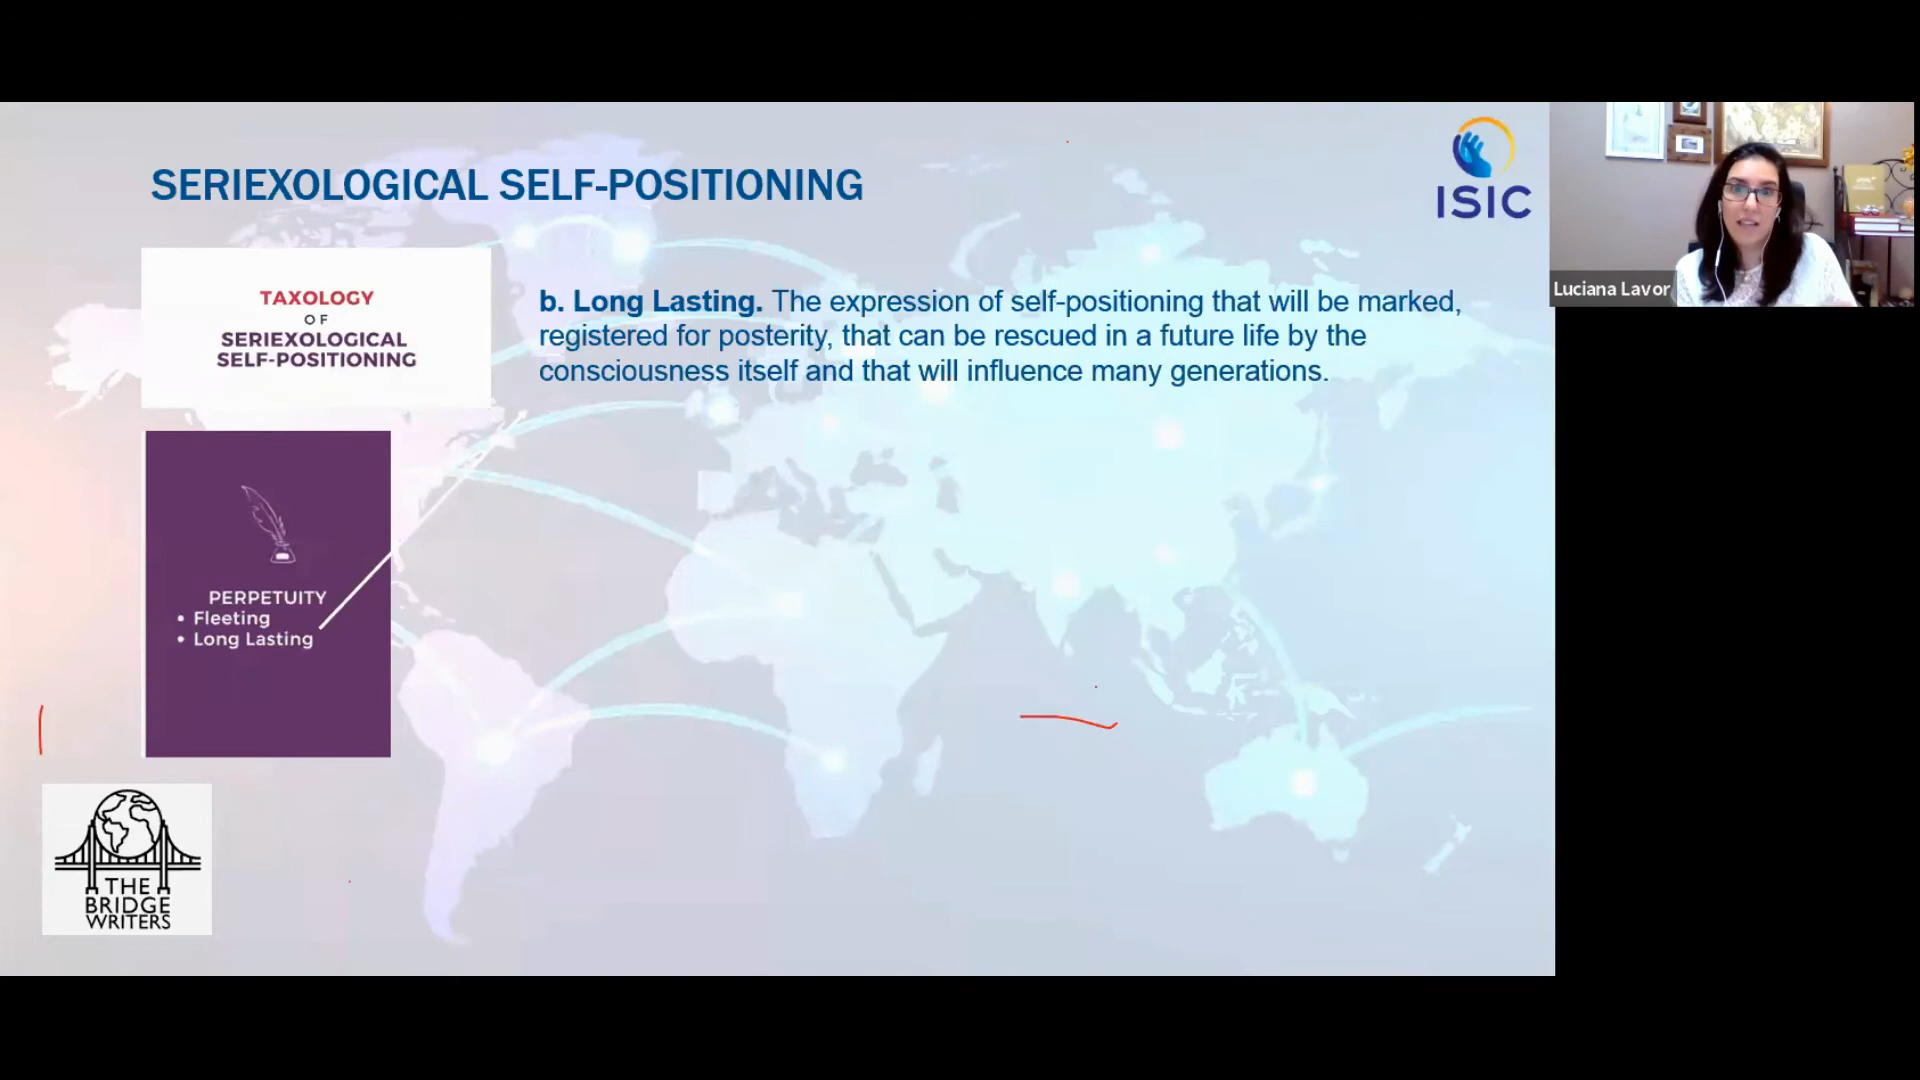 SERIEXOLOGICAL SELF-POSITIONING
ISIC
Luciana Lavor
TAXOLOGY
OF
SERIEXOLOGICAL
SELF-POSITIONING
b. Long Lasting. The expression of self-positioning that will be marked,
registered for posterity, that can be rescued in a future life by the
consciousness itself and that will influence many generations.
PERPETUITY
• Fleeting
• Long Lasting
THE
BRIDGE
WRITERS